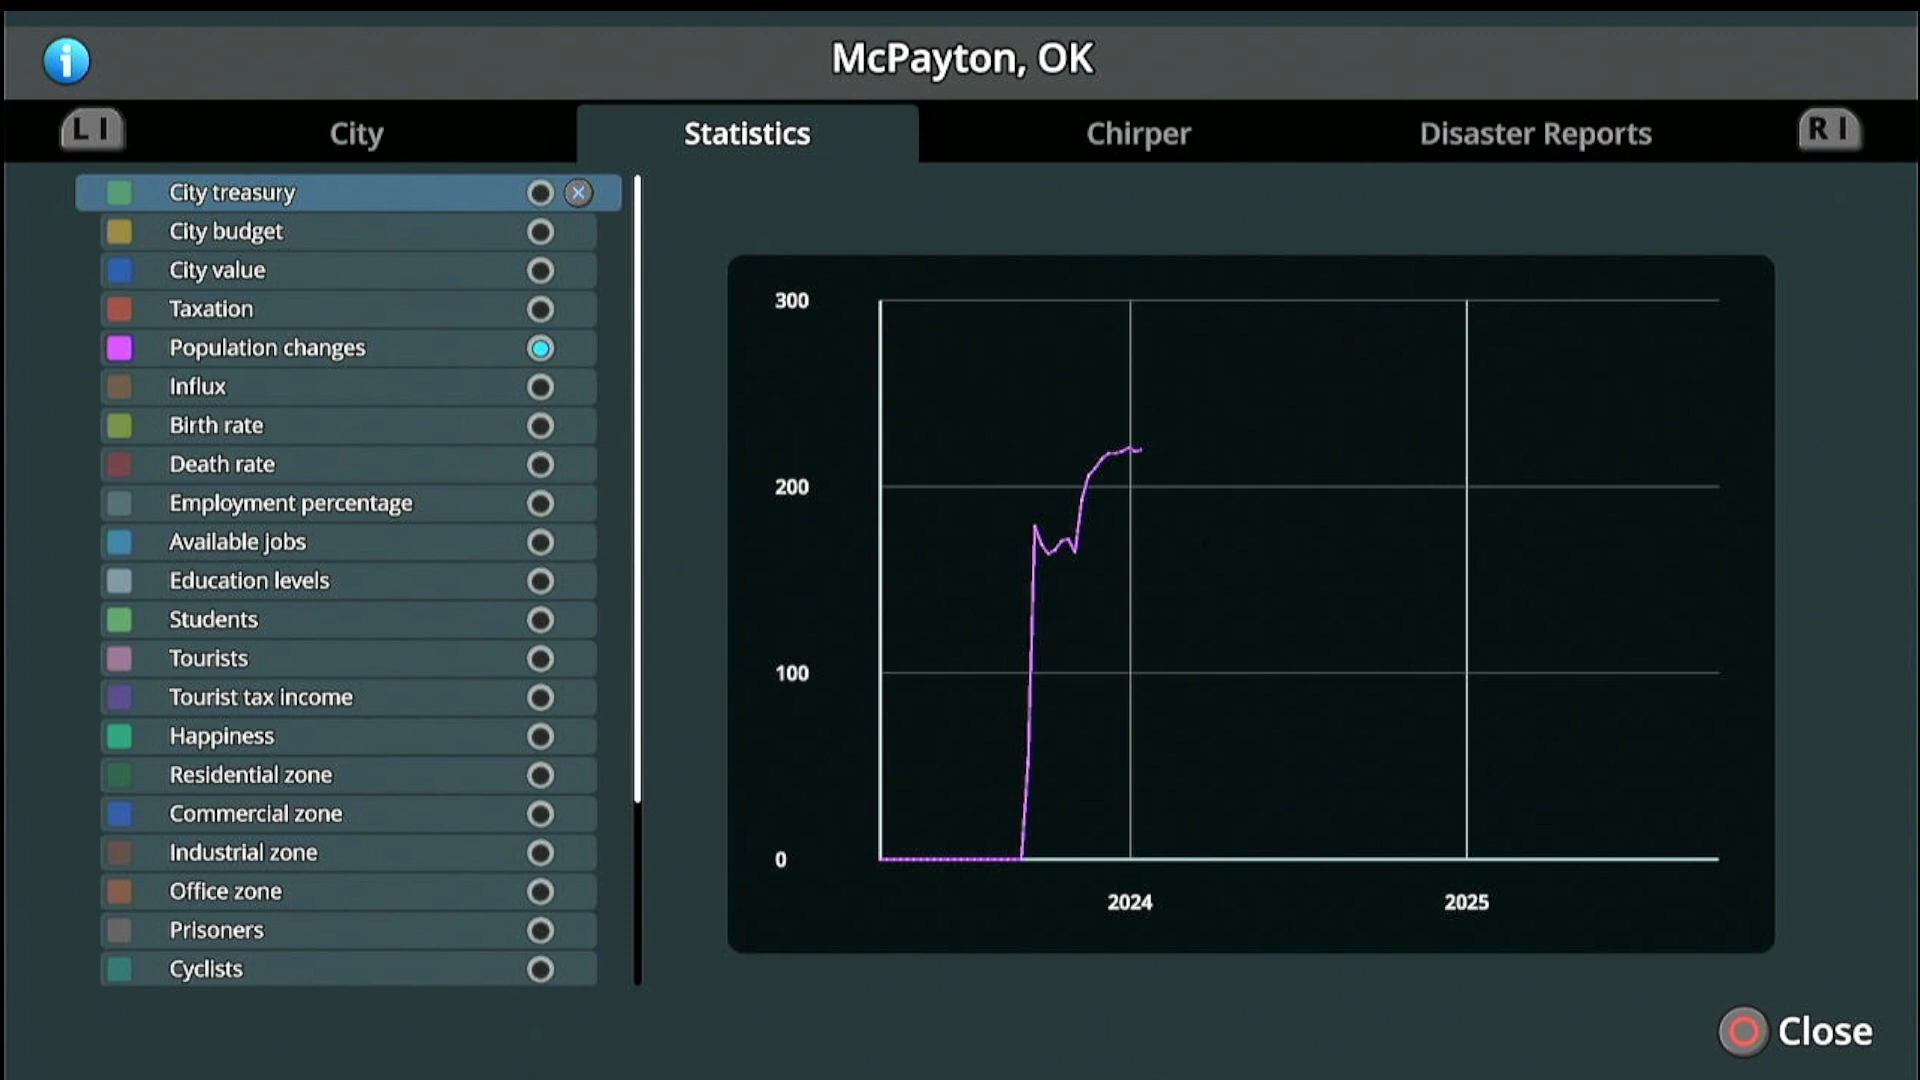 McPayton, OK
L1 City Statistics Chirper Disaster Reports R1
City treasury
City budget
City value
Taxation
Population changes
Influx
Birth rate
Death rate
Employment percentage
Available jobs
Education levels
Students
Tourists
Tourist tax income
Happiness
Residential zone
Commercial zone
Industrial zone
Office zone
Prisoners
Cyclists
300
200
100
0
2024 2025
Close